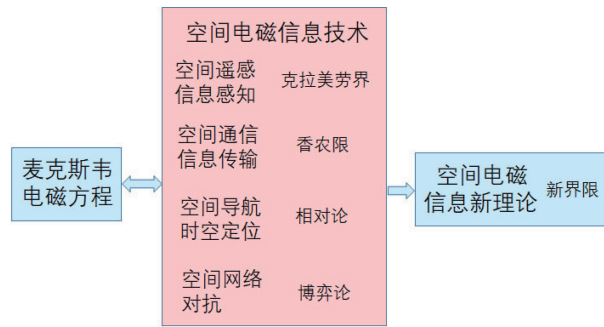 空间电磁信息技术
空间遥感
信息感知
克拉美劳界
空间通信
信息传输
香农限
麦克斯韦
电磁方程
空间导航
时空定位
相对论
空间网络
对抗
博弈论
空间电磁
信息新理论
新界限